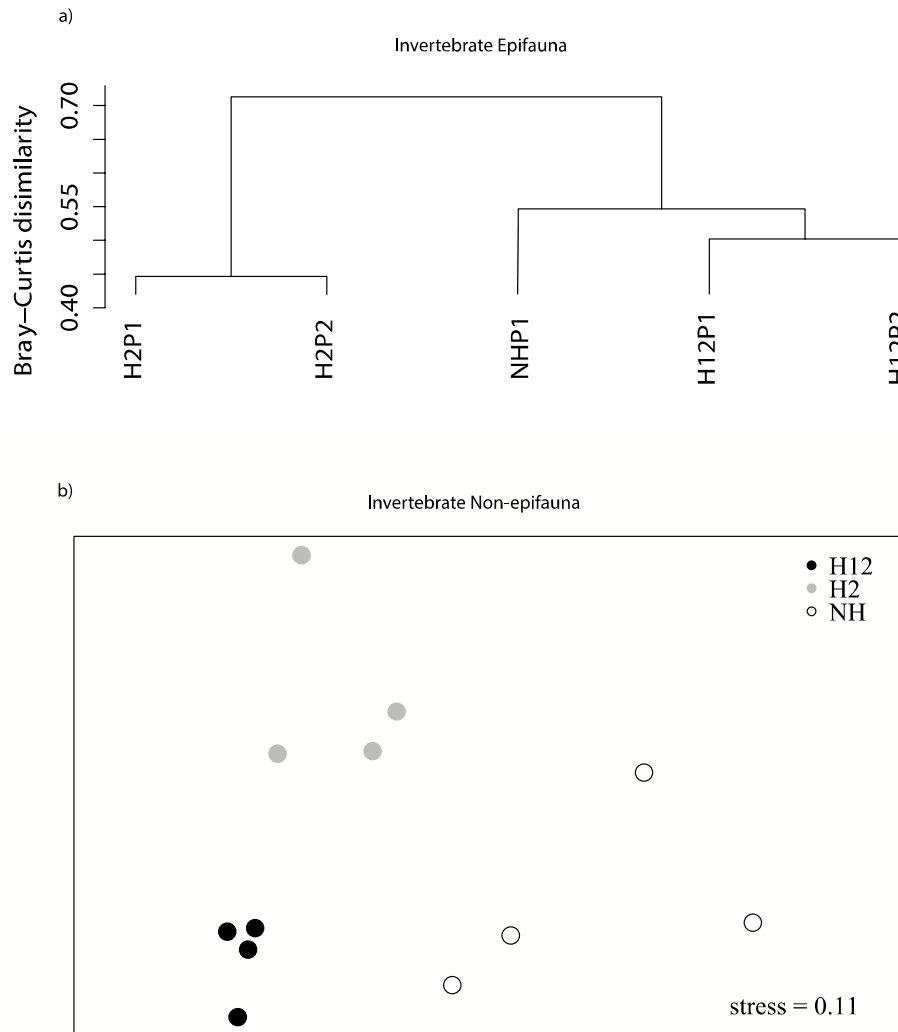 a)
Invertebrate Epifauna
Bray–Curtis disimilarity
0.70
0.55
0.40
H2P1
H2P2
NHP1
H12P1
b)
Invertebrate Non-epifauna
H12
H2
NH
stress = 0.11